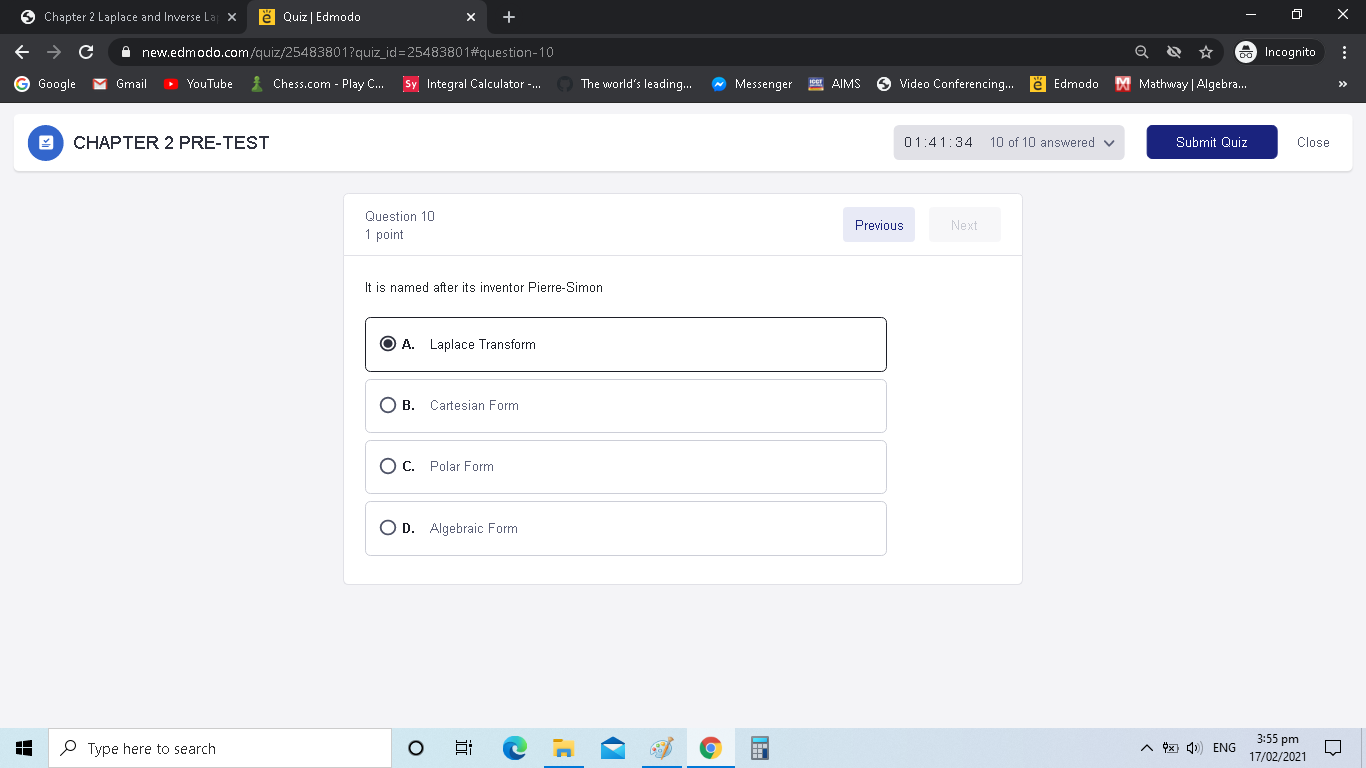 Chapter 2 Laplace and Inverse La
Quiz | Edmodo
new.edmodo.com/quiz/25483801?quiz_id=25483801#question-10
Incognito
Google Gmail YouTube Chess.com - Play C... Sy Integral Calculator -... The world's leading... Messenger AIMS Video Conferencing... Edmodo Mathway | Algebra... »
CHAPTER 2 PRE-TEST
01:41:34 10 of 10 answered
Submit Quiz
Close
Question 10
1 point
Previous
Next
It is named after its inventor Pierre-Simon
A. Laplace Transform
B. Cartesian Form
C. Polar Form
D. Algebraic Form
Type here to search
ENG
3:55 pm
17/02/2021